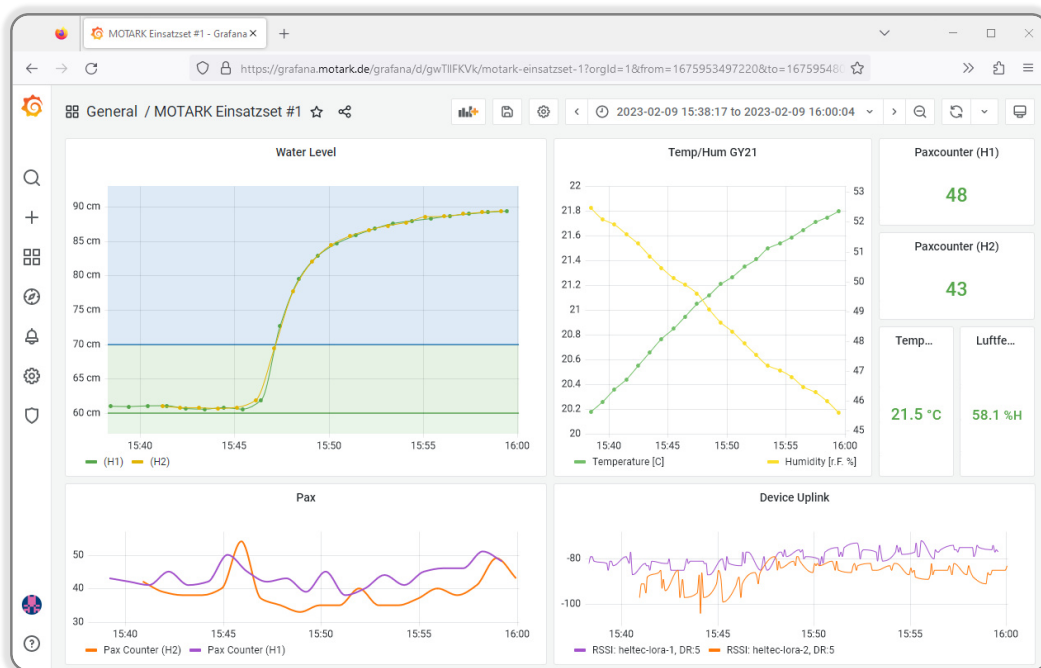 MOTARK Einsatzset #1 - Grafana
https://grafana.motark.de/grafana/d/gwTIIFKVk/motark-einsatzset-1?orgId=1&from=1675953497220&to=167595480
General / MOTARK Einsatzset #1
2023-02-09 15:38:17 to 2023-02-09 16:00:04
Water Level
90 cm
85 cm
80 cm
75 cm
70 cm
65 cm
60 cm
15:40 15:45 15:50 15:55 16:00
(H1) (H2)
Temp/Hum GY21
22
21.8
21.6
21.4
21.2
21
20.8
20.6
20.4
20.2
20
53
52
51
50
49
48
47
46
45
15:40 15:45 15:50 15:55 16:00
Temperature [C] Humidity [r.F. %]
Paxcounter (H1)
48
Paxcounter (H2)
43
Temp...
21.5 °C
Luftfe...
58.1 %H
Pax
50
40
30
15:40 15:45 15:50 15:55 16:00
Pax Counter (H2) Pax Counter (H1)
Device Uplink
-80
-100
15:40 15:45 15:50 15:55 16:00
RSSI: heltec-lora-1, DR:5 RSSI: heltec-lora-2, DR:5